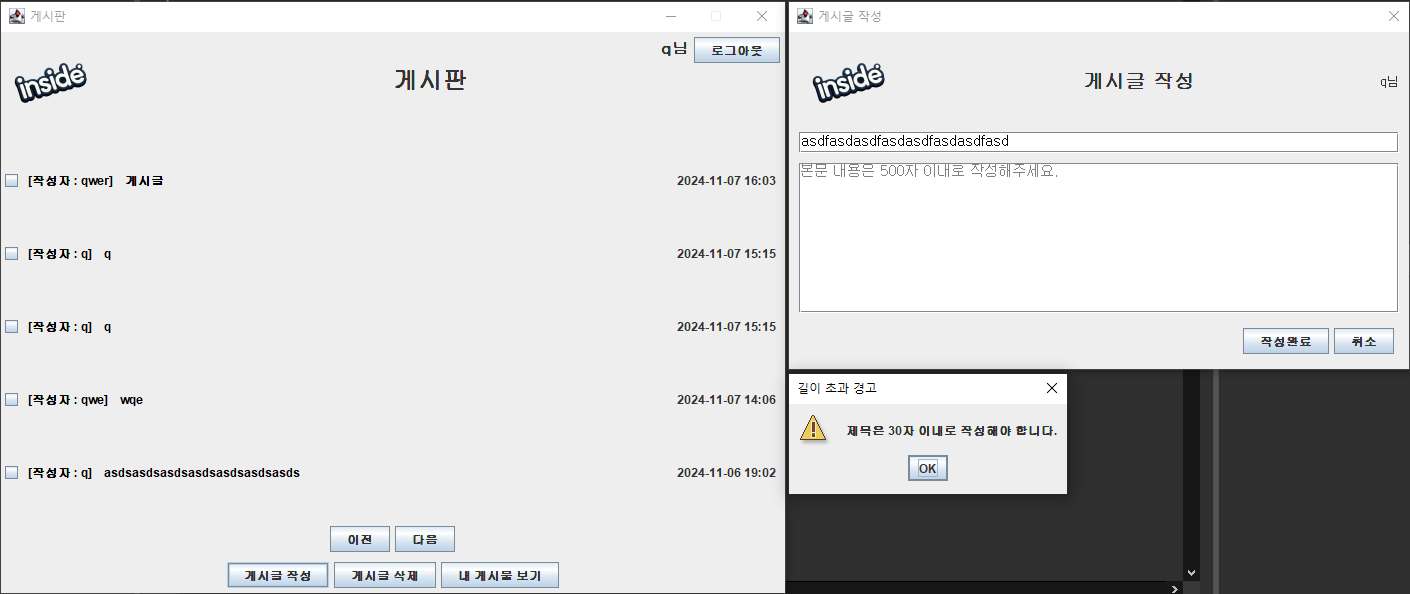 게시판
q님 로그아웃
inside 게시판
[작성자 : qwer] 게시글 2024-11-07 16:03
[작성자 : q] q 2024-11-07 15:15
[작성자 : q] q 2024-11-07 15:15
[작성자 : qwe] wqe 2024-11-07 14:06
[작성자 : q] asdsasdsasdsasdsasdsasdsasds 2024-11-06 19:02
이전 다음
게시글 작성 게시글 삭제 내 게시물 보기
게시글 작성
inside 게시글 작성 q님
asdfasdasdfasdasdfasdasdfasd
본문 내용은 500자 이내로 작성해주세요.
작성완료 취소
길이 초과 경고
제목은 30자 이내로 작성해야 합니다.
OK